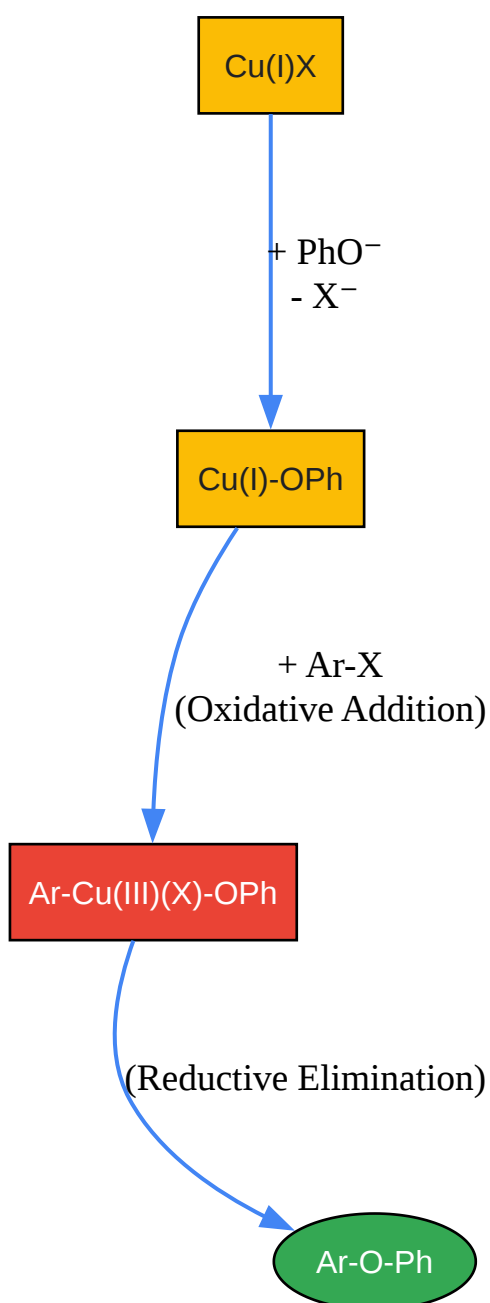 Cu(I)X
+ PhO⁻
- X⁻
Cu(I)-OPh
+ Ar-X
(Oxidative Addition)
Ar-Cu(III)(X)-OPh
(Reductive Elimination)
Ar-O-Ph